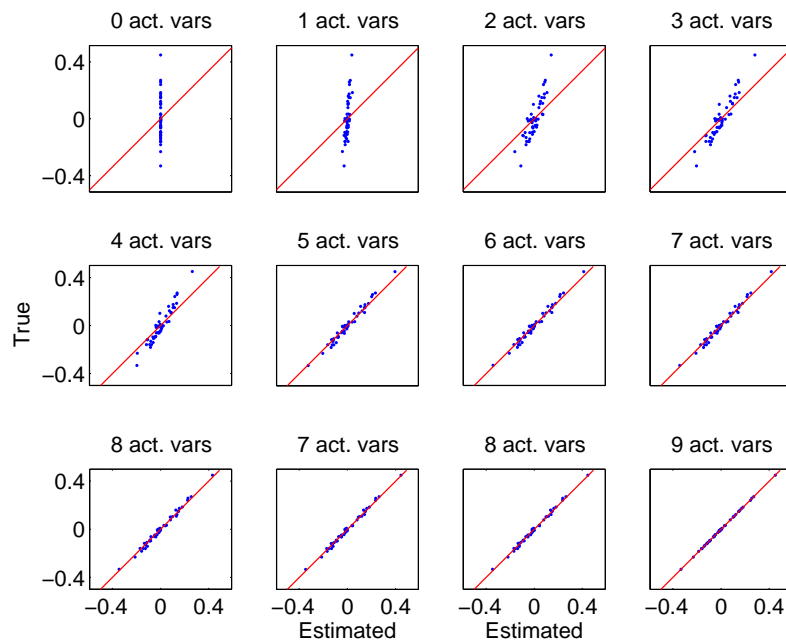 0 act. vars 1 act. vars 2 act. vars 3 act. vars
0.4
0
−0.4
4 act. vars 5 act. vars 6 act. vars 7 act. vars
0.4
0
−0.4
True
8 act. vars 7 act. vars 8 act. vars 9 act. vars
0.4
0
−0.4
−0.4 0 0.4 −0.4 0 0.4 −0.4 0 0.4 −0.4 0 0.4
Estimated Estimated